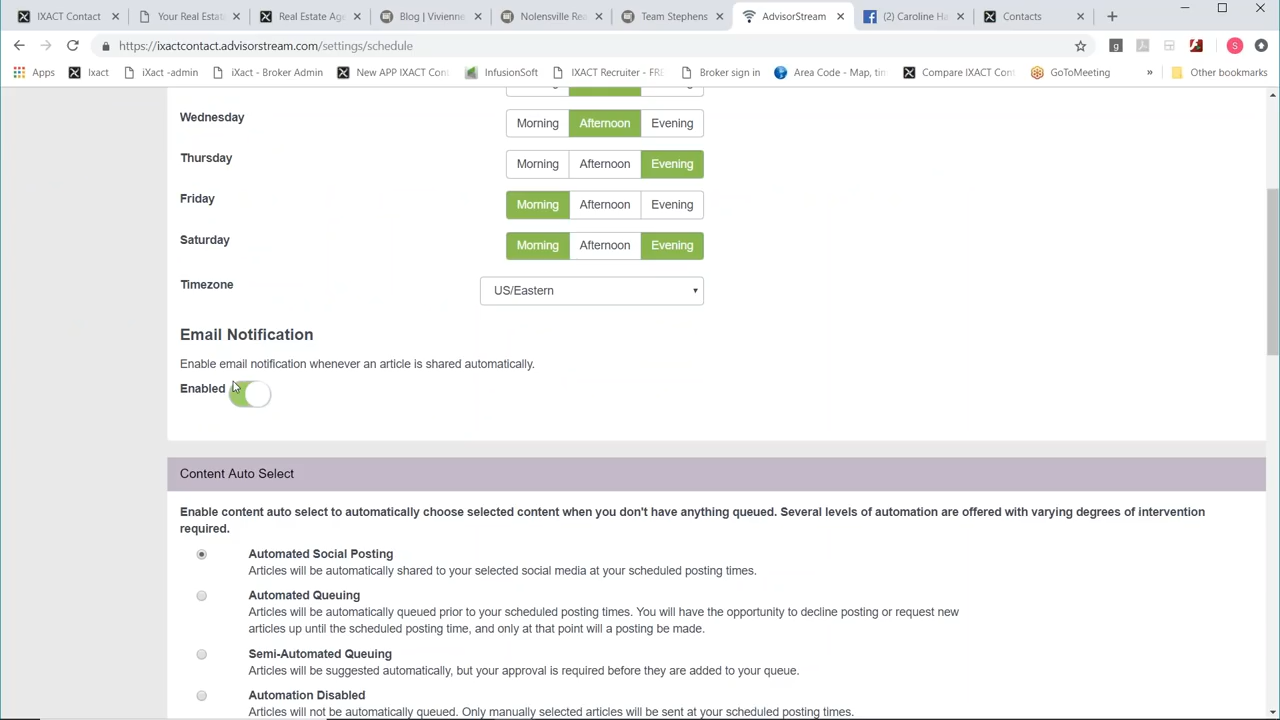 IXACT Contact
Your Real Estat
Real Estate Age
Blog | Vivienne
Nolensville Rea
Team Stephens
AdvisorStream
(2) Caroline Ha
Contacts
https://ixactcontact.advisorstream.com/settings/schedule
S
Apps
Ixact
iXact -admin
iXact - Broker Admin
New APP IXACT Cont
InfusionSoft
IXACT Recruiter - FRE
Broker sign in
Area Code - Map, tim
Compare IXACT Cont
GoToMeeting
»
Other bookmarks
Wednesday
Morning Afternoon Evening
Thursday
Morning Afternoon Evening
Friday
Morning Afternoon Evening
Saturday
Morning Afternoon Evening
Timezone
US/Eastern
Email Notification
Enable email notification whenever an article is shared automatically.
Enabled
Content Auto Select
Enable content auto select to automatically choose selected content when you don't have anything queued. Several levels of automation are offered with varying degrees of intervention
required.
Automated Social Posting
Articles will be automatically shared to your selected social media at your scheduled posting times.
Automated Queuing
Articles will be automatically queued prior to your scheduled posting times. You will have the opportunity to decline posting or request new
articles up until the scheduled posting time, and only at that point will a posting be made.
Semi-Automated Queuing
Articles will be suggested automatically, but your approval is required before they are added to your queue.
Automation Disabled
Articles will not be automatically queued. Only manually selected articles will be sent at your scheduled posting times.